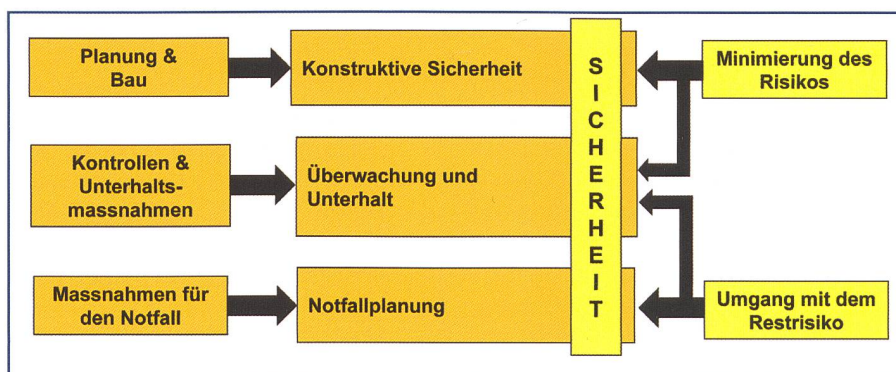 Planung &
Bau
Konstruktive Sicherheit
Minimierung des
Risikos
Kontrollen &
Unterhalts-
massnahmen
Überwachung und
Unterhalt
Massnahmen für
den Notfall
Notfallplanung
Umgang mit dem
Restrisiko
SICHERHEIT